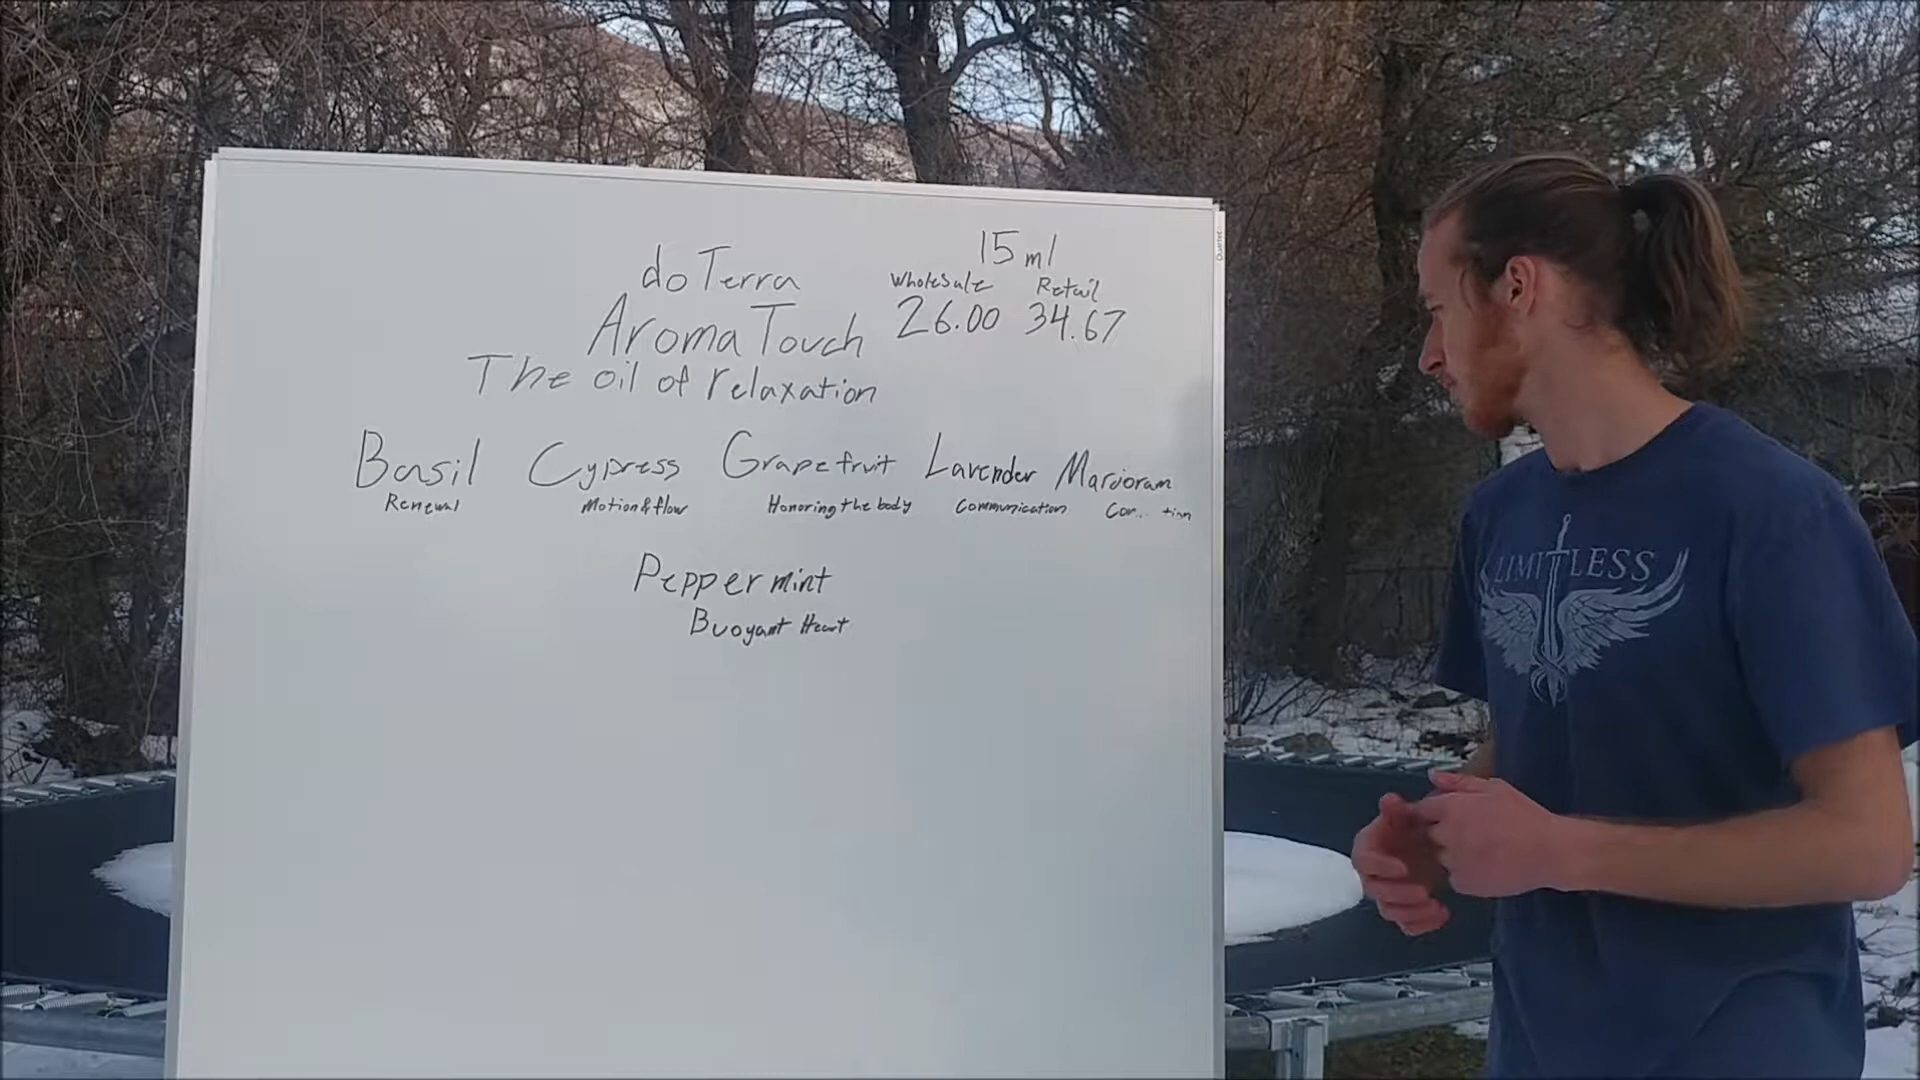 15 ml
doTerra
Wholesale Retail
AromaTouch 26.00 34.67
The oil of relaxation
Basil Cypress Grapefruit Lavender Marjoram
Renewal Motion & flow Honoring the body Communication
Peppermint
Buoyant Heart
LIMITLESS
Quartet